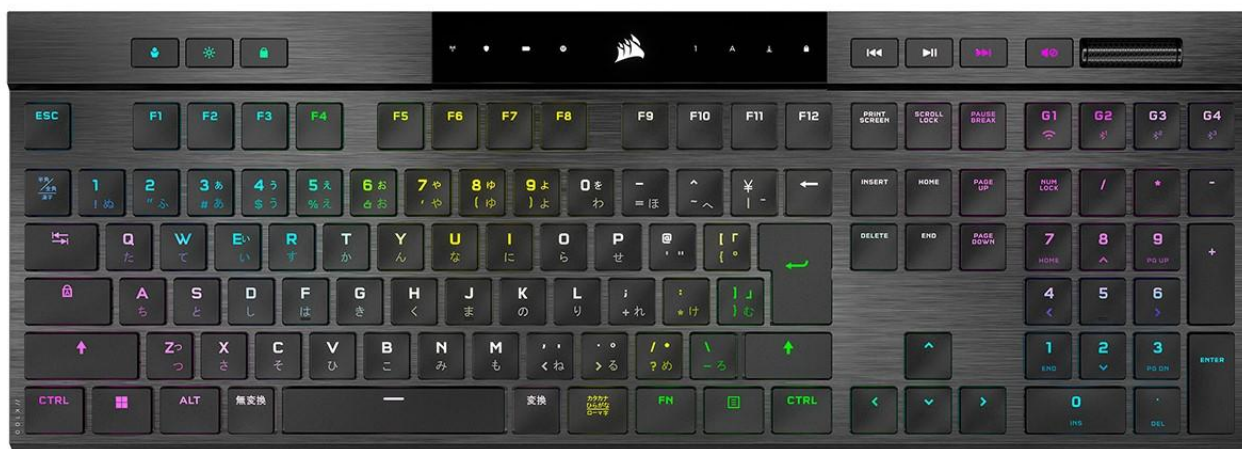 1 A
ESC F1 F2 F3 F4 F5 F6 F7 F8 F9 F10 F11 F12 PRINT SCREEN SCROLL LOCK PAUSE BREAK G1 G2 G3 G4
半角/全角 漢字 1 ! ぬ 2 " ふ 3 あ # あ 4 う $ う 5 え % え 6 お & お 7 や ' や 8 ゆ ( ゆ 9 よ ) よ 0 を わ - = ほ ^ ~ へ ¥ | - INSERT HOME PAGE UP NUM LOCK / * -
Q た W て E い い R す T か Y ん U な I に O ら P せ @ ' " [ 「 { ° DELETE END PAGE DOWN 7 HOME 8 9 PG UP +
A A ち S と D し F は G き H く J ま K の L り ; + れ : * け ] 」 } む 4 5 6
Z つ つ X さ C そ V ひ B こ N み M も , 、 < ね . 。 > る / ・ ? め \ - ろ 1 END 2 3 PG DN ENTER
CTRL ALT 無変換 変換 カタカナ ひらがな ローマ字 FN CTRL 0 INS . DEL